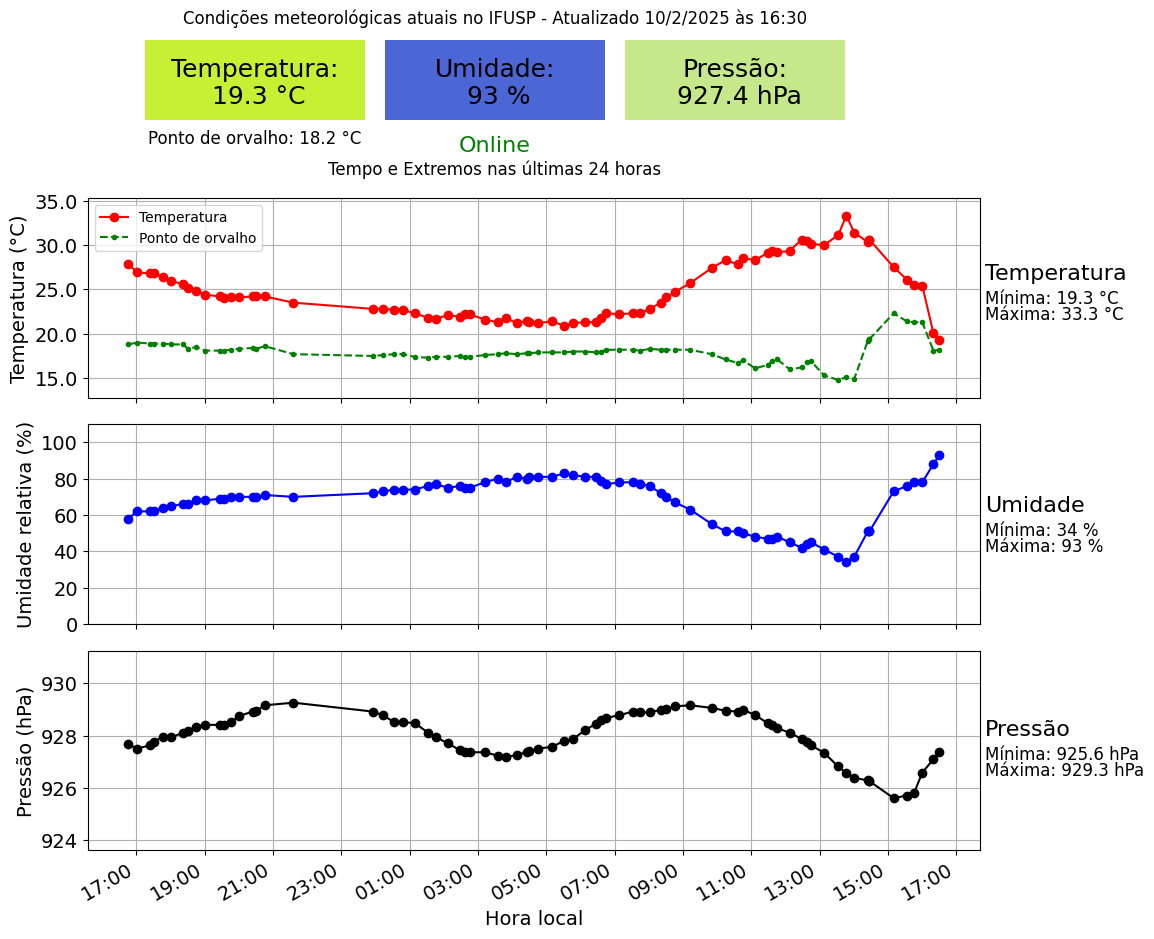 Condições meteorológicas atuais no IFUSP - Atualizado 10/2/2025 às 16:30
Temperatura:
19.3 °C
Umidade:
93 %
Pressão:
927.4 hPa
Ponto de orvalho: 18.2 °C
Online
Tempo e Extremos nas últimas 24 horas
Temperatura (°C)
35.0
30.0
25.0
20.0
15.0
Temperatura
Ponto de orvalho
Temperatura
Mínima: 19.3 °C
Máxima: 33.3 °C
Umidade relativa (%)
100
80
60
40
20
0
Umidade
Mínima: 34 %
Máxima: 93 %
Pressão (hPa)
930
928
926
924
Pressão
Mínima: 925.6 hPa
Máxima: 929.3 hPa
17:00 19:00 21:00 23:00 01:00 03:00 05:00 07:00 09:00 11:00 13:00 15:00 17:00
Hora local